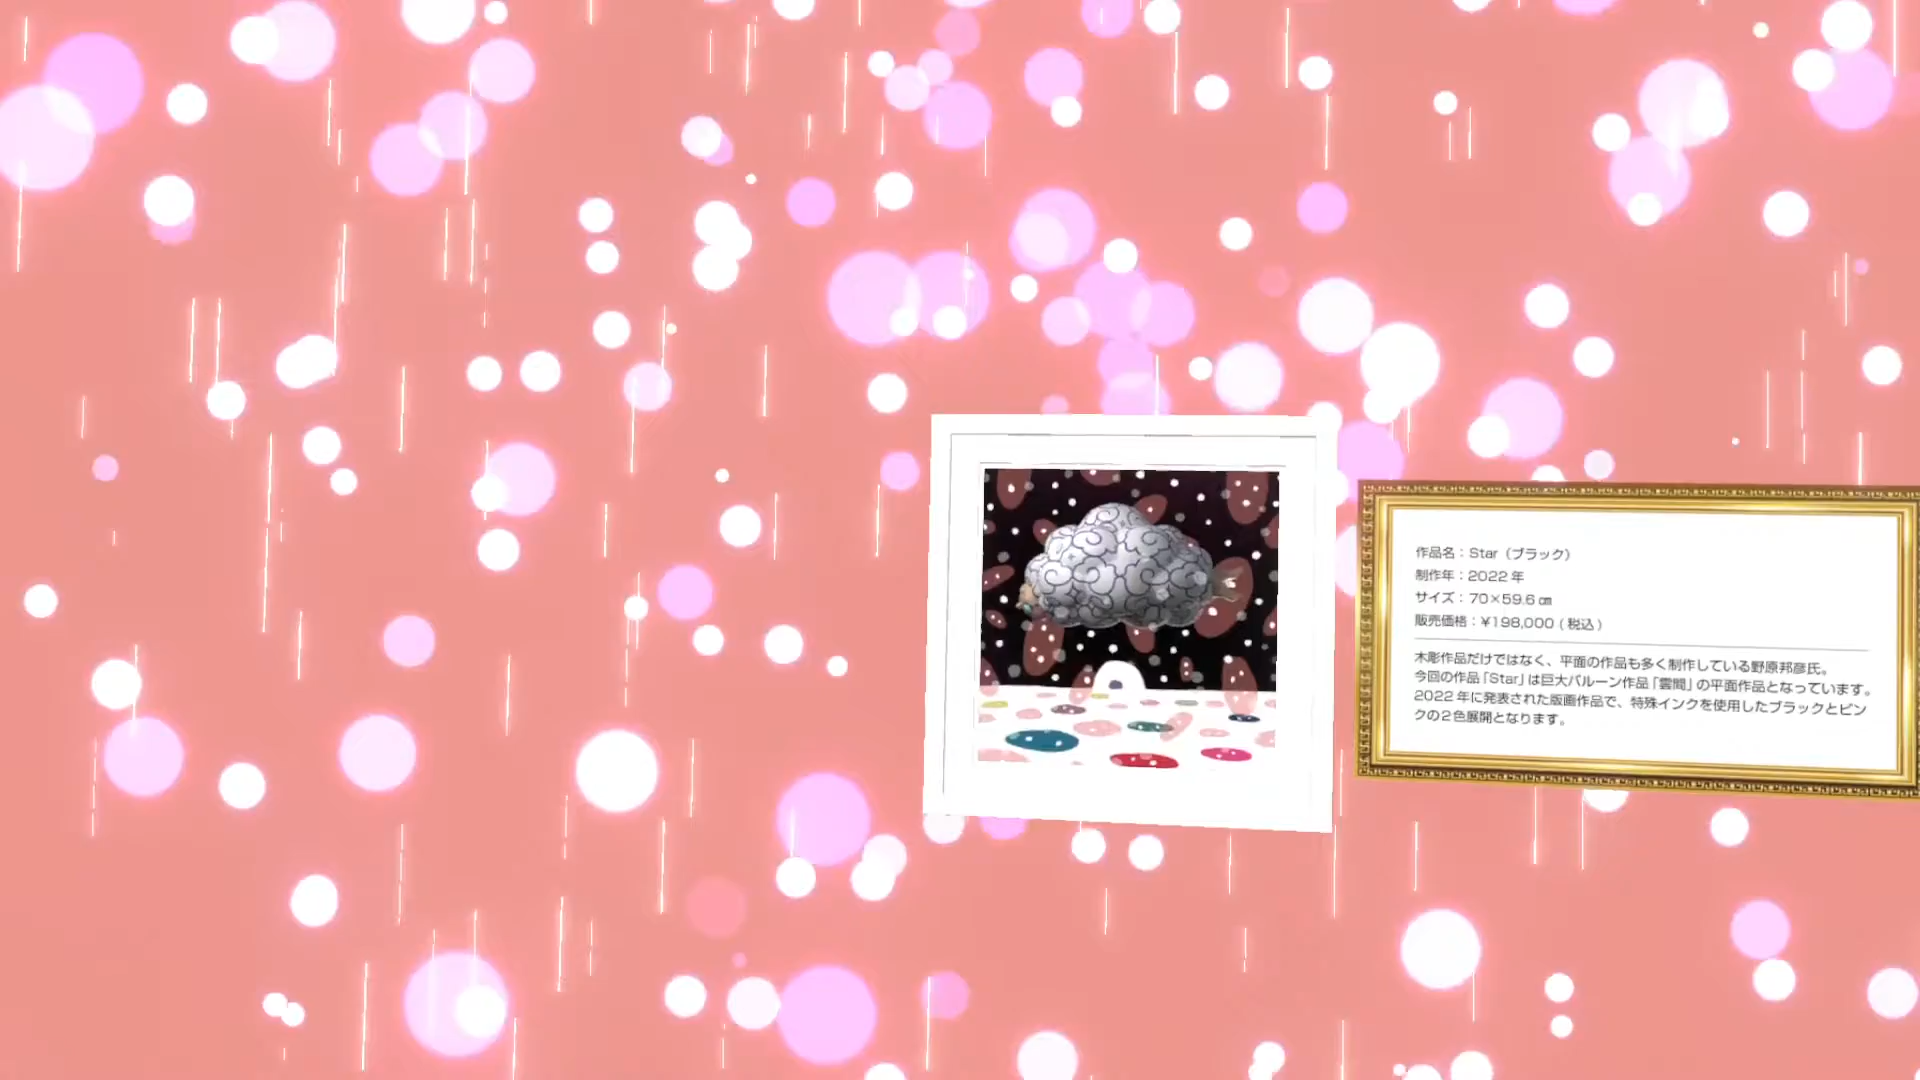 作品名：Star（ブラック）
制作年：2022 年
サイズ：70×59.6 ㎝
販売価格：¥198,000 ( 税込 )
木彫作品だけではなく、平面の作品も多く制作している野原邦彦氏。
今回の作品「Star」は巨大バルーン作品「雲間」の平面作品となっています。
2022 年に発表された版画作品で、特殊インクを使用したブラックとピン
クの２色展開となります。